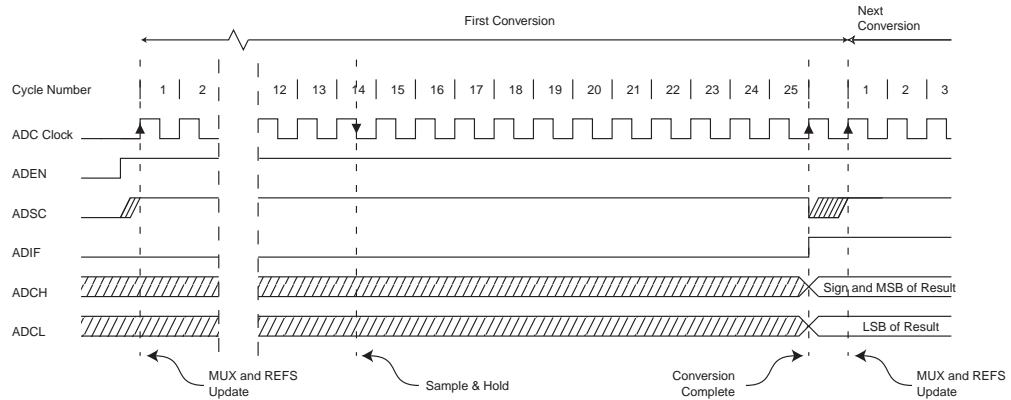 First Conversion
Next
Conversion
Cycle Number 1 2 12 13 14 15 16 17 18 19 20 21 22 23 24 25 1 2 3
ADC Clock
ADEN
ADSC
ADIF
ADCH
Sign and MSB of Result
ADCL
LSB of Result
MUX and REFS
Update
Sample & Hold
Conversion
Complete
MUX and REFS
Update